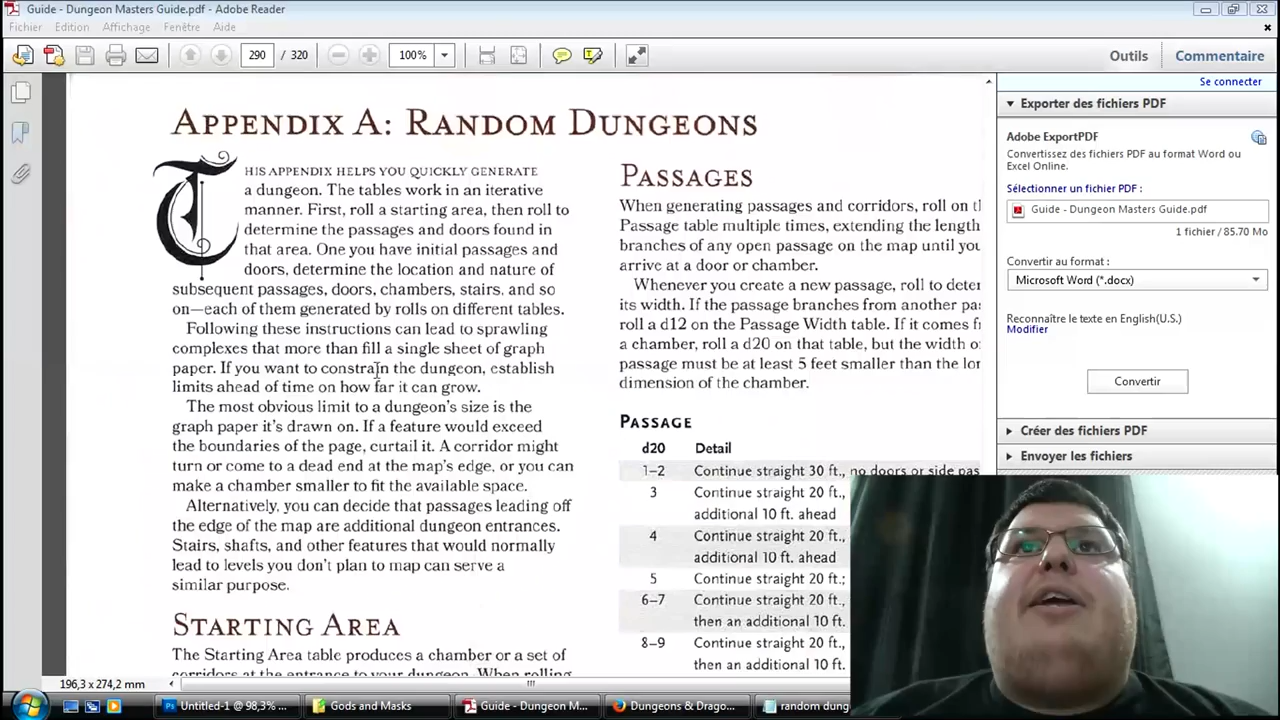 Guide - Dungeon Masters Guide.pdf - Adobe Reader
Fichier Edition Affichage Fenêtre Aide
290 / 320 100% Outils Commentaire
Se connecter
APPENDIX A: RANDOM DUNGEONS
THIS APPENDIX HELPS YOU QUICKLY GENERATE
a dungeon. The tables work in an iterative
manner. First, roll a starting area, then roll to
determine the passages and doors found in
that area. One you have initial passages and
doors, determine the location and nature of
subsequent passages, doors, chambers, stairs, and so
on—each of them generated by rolls on different tables.
Following these instructions can lead to sprawling
complexes that more than fill a single sheet of graph
paper. If you want to constrain the dungeon, establish
limits ahead of time on how far it can grow.
The most obvious limit to a dungeon's size is the
graph paper it's drawn on. If a feature would exceed
the boundaries of the page, curtail it. A corridor might
turn or come to a dead end at the map's edge, or you can
make a chamber smaller to fit the available space.
Alternatively, you can decide that passages leading off
the edge of the map are additional dungeon entrances.
Stairs, shafts, and other features that would normally
lead to levels you don't plan to map can serve a
similar purpose.
STARTING AREA
The Starting Area table produces a chamber or a set of
corridors at the entrance to your dungeon. When rolling
PASSAGES
When generating passages and corridors, roll on
Passage table multiple times, extending the length
branches of any open passage on the map until
arrive at a door or chamber.
Whenever you create a new passage, roll to
its width. If the passage branches from another
roll a d12 on the Passage Width table. If it comes
a chamber, roll a d20 on that table, but the width
passage must be at least 5 feet smaller than the
dimension of the chamber.
PASSAGE
d20 Detail
1–2 Continue straight 30 ft., no doors or side
3 Continue straight 20 ft.,
additional 10 ft. ahead
4 Continue straight 20 ft.,
additional 10 ft. ahead
5 Continue straight 20 ft.;
6–7 Continue straight 20 ft.,
then an additional 10 ft.
8–9 Continue straight 20 ft.,
then an additional 10 ft.
Exporter des fichiers PDF
Adobe ExportPDF
Convertissez des fichiers PDF au format Word ou
Excel Online.
Sélectionner un fichier PDF :
Guide - Dungeon Masters Guide.pdf
1 fichier / 85.70 Mo
Convertir au format :
Microsoft Word (*.docx)
Reconnaître le texte en English(U.S.)
Modifier
Convertir
Créer des fichiers PDF
Envoyer les fichiers
196,3 x 274,2 mm
Untitled-1 @ 98,3% ... Gods and Masks Guide - Dungeon M... Dungeons & Drago... random dung